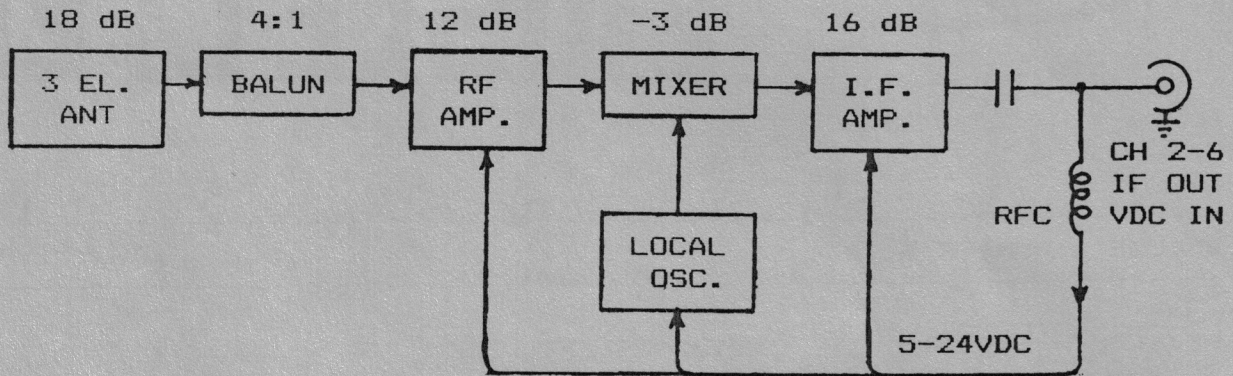 18 dB
4:1
12 dB
-3 dB
16 dB
3 EL.
ANT
BALUN
RF
AMP.
MIXER
I.F.
AMP.
CH 2-6
IF OUT
VDC IN
RFC
LOCAL
OSC.
5-24VDC